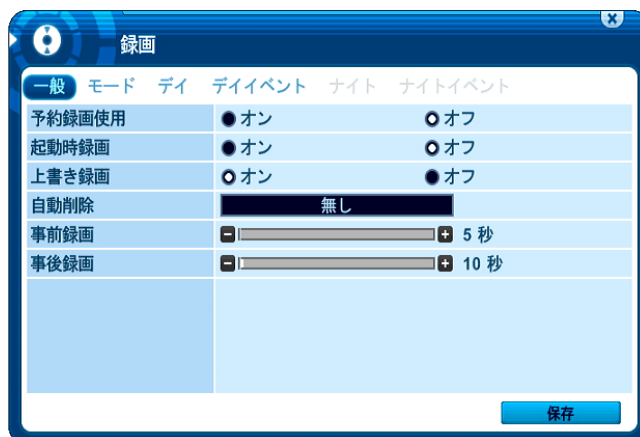 録画
一般 モード デイ デイイベント ナイト ナイトイベント
予約録画使用 オン オフ
起動時録画 オン オフ
上書き録画 オン オフ
自動削除 無し
事前録画 5 秒
事後録画 10 秒
保存